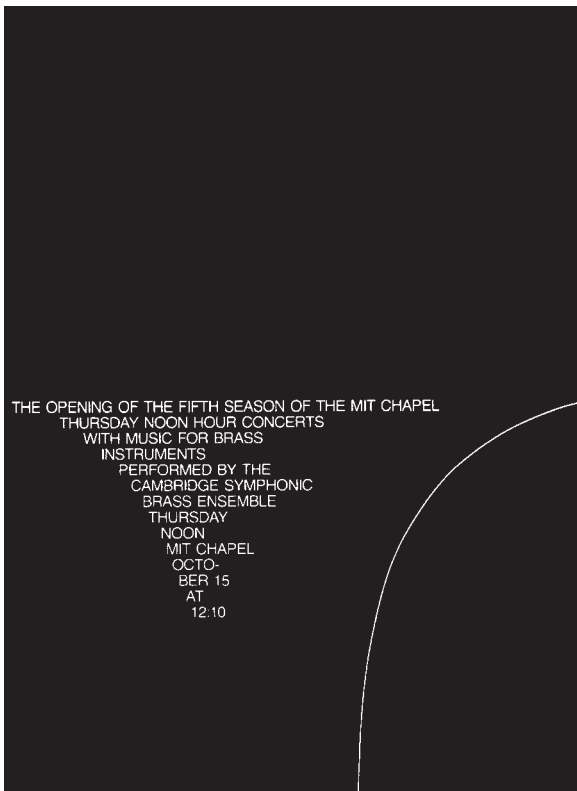 THE OPENING OF THE FIFTH SEASON OF THE MIT CHAPEL
THURSDAY NOON HOUR CONCERTS
WITH MUSIC FOR BRASS
INSTRUMENTS
PERFORMED BY THE
CAMBRIDGE SYMPHONIC
BRASS ENSEMBLE
THURSDAY
NOON
MIT CHAPEL
OCTO-
BER 15
AT
12:10